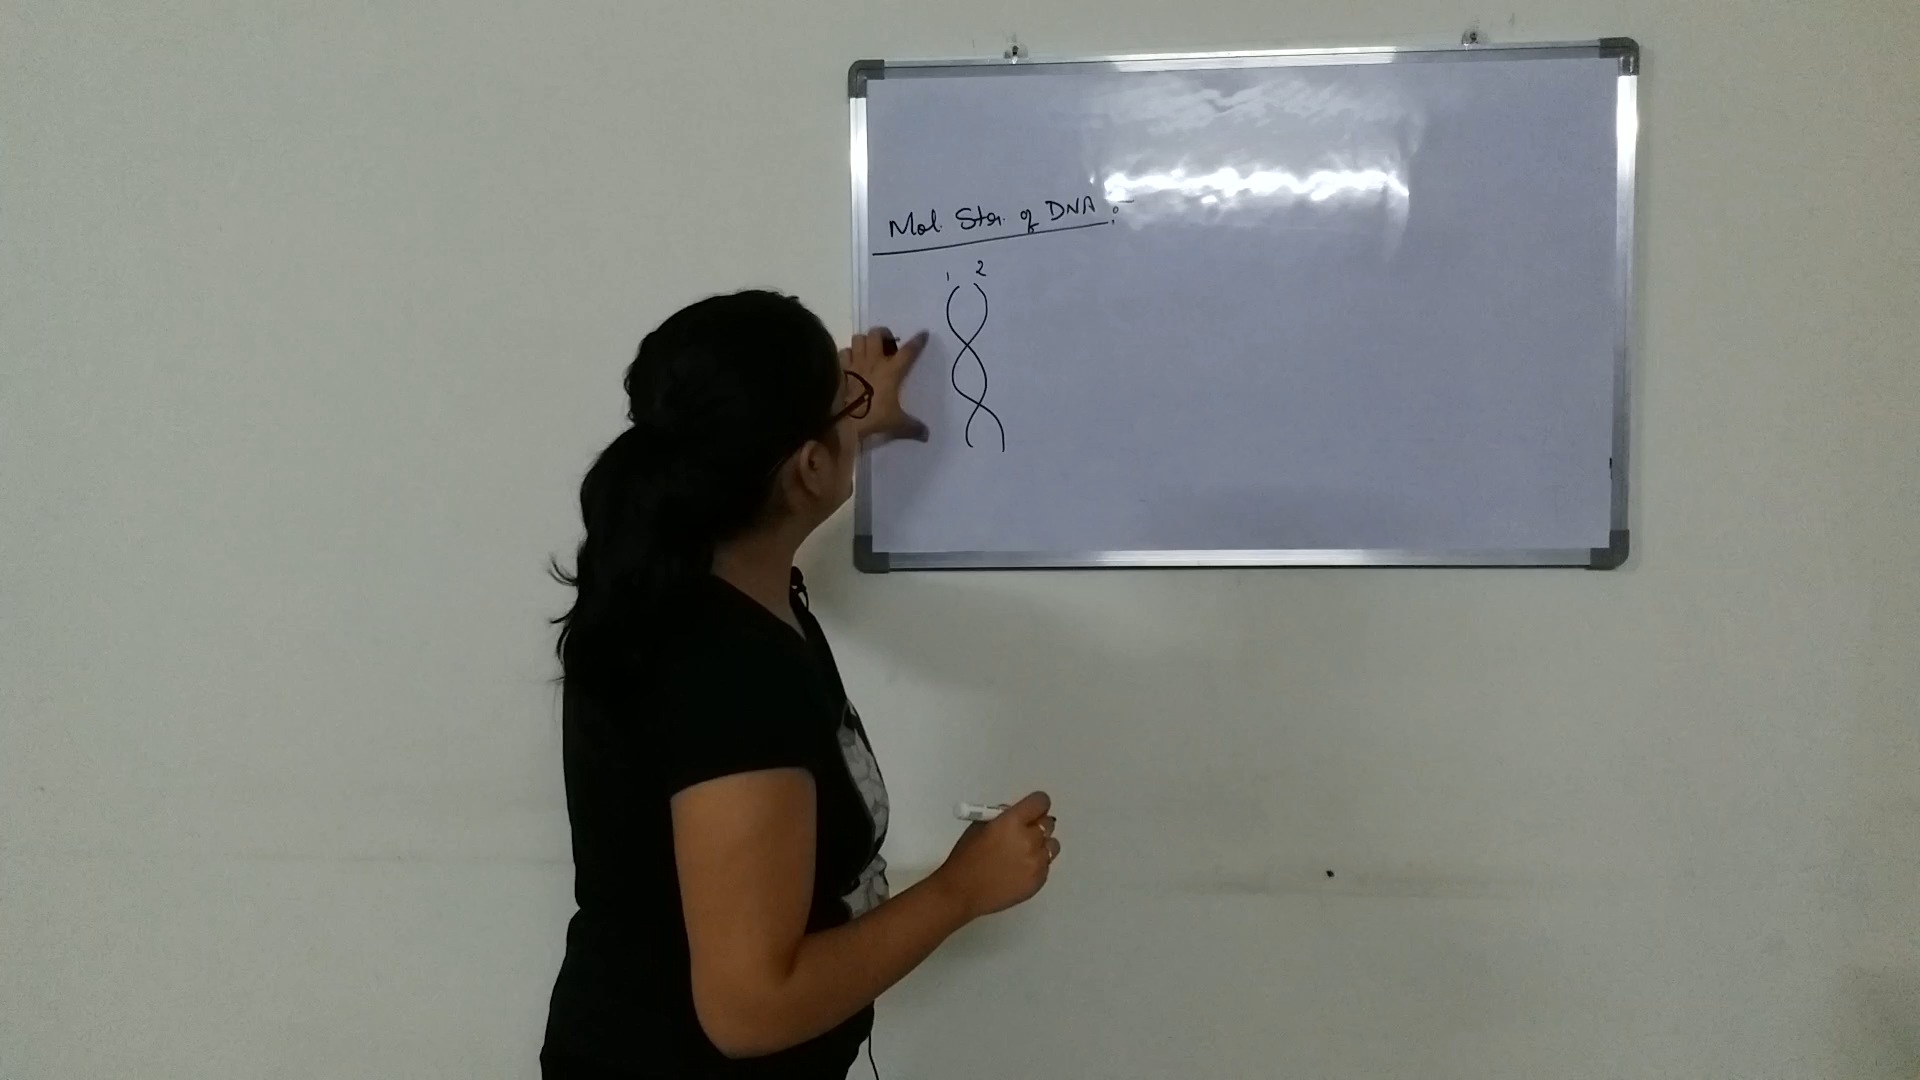 Mol. Str. of DNA :-
1 2